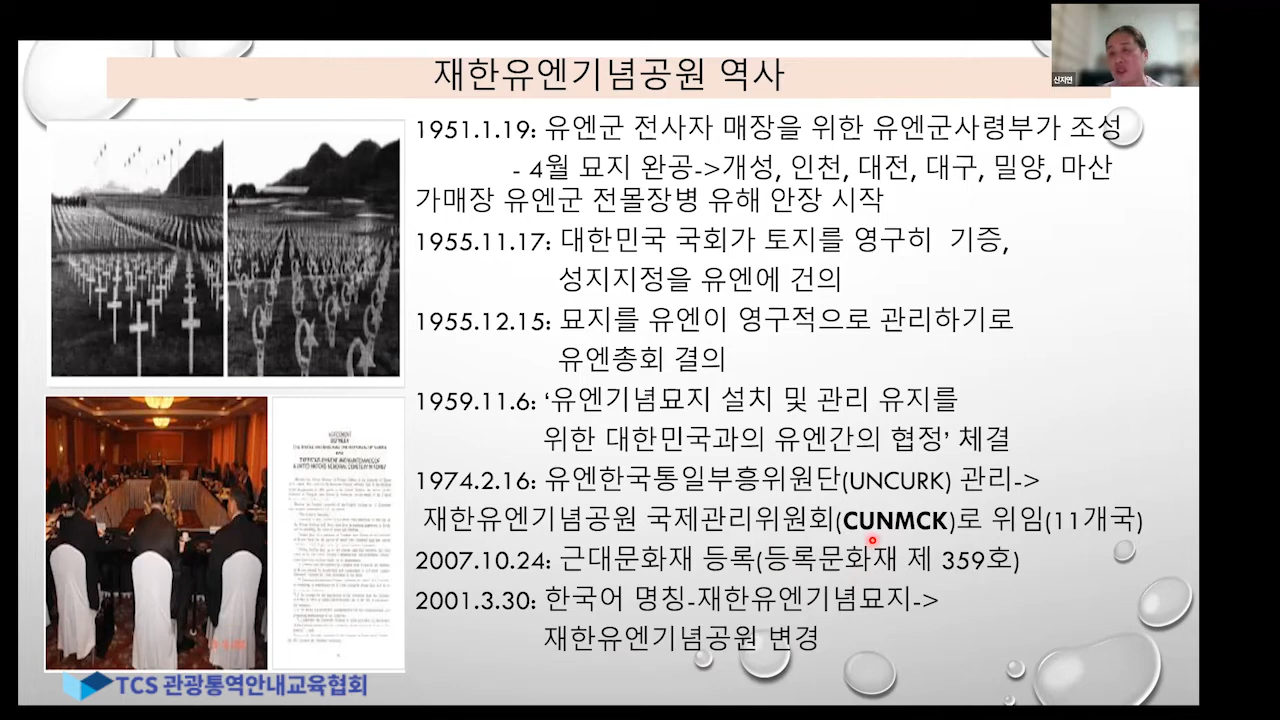 재한유엔기념공원 역사
신지연
1951.1.19: 유엔군 전사자 매장을 위한 유엔군사령부가 조성
- 4월 묘지 완공->개성, 인천, 대전, 대구, 밀양, 마산
가매장 유엔군 전몰장병 유해 안장 시작
1955.11.17: 대한민국 국회가 토지를 영구히 기증,
성지지정을 유엔에 건의
1955.12.15: 묘지를 유엔이 영구적으로 관리하기로
유엔총회 결의
1959.11.6: ‘유엔기념묘지 설치 및 관리 유지를
위한 대한민국과의 유엔간의 협정’ 체결
1974.2.16: 유엔한국통일부흥위원단(UNCURK) 관리->
재한유엔기념공원 국제관리위원회(CUNMCK)로 위임(11개국)
2007.10.24: 근대문화재 등록(등록문화재 제 359호)
2001.3.30: 한국어 명칭-재한유엔기념묘지->
재한유엔기념공원 변경
TCS 관광통역안내교육협회